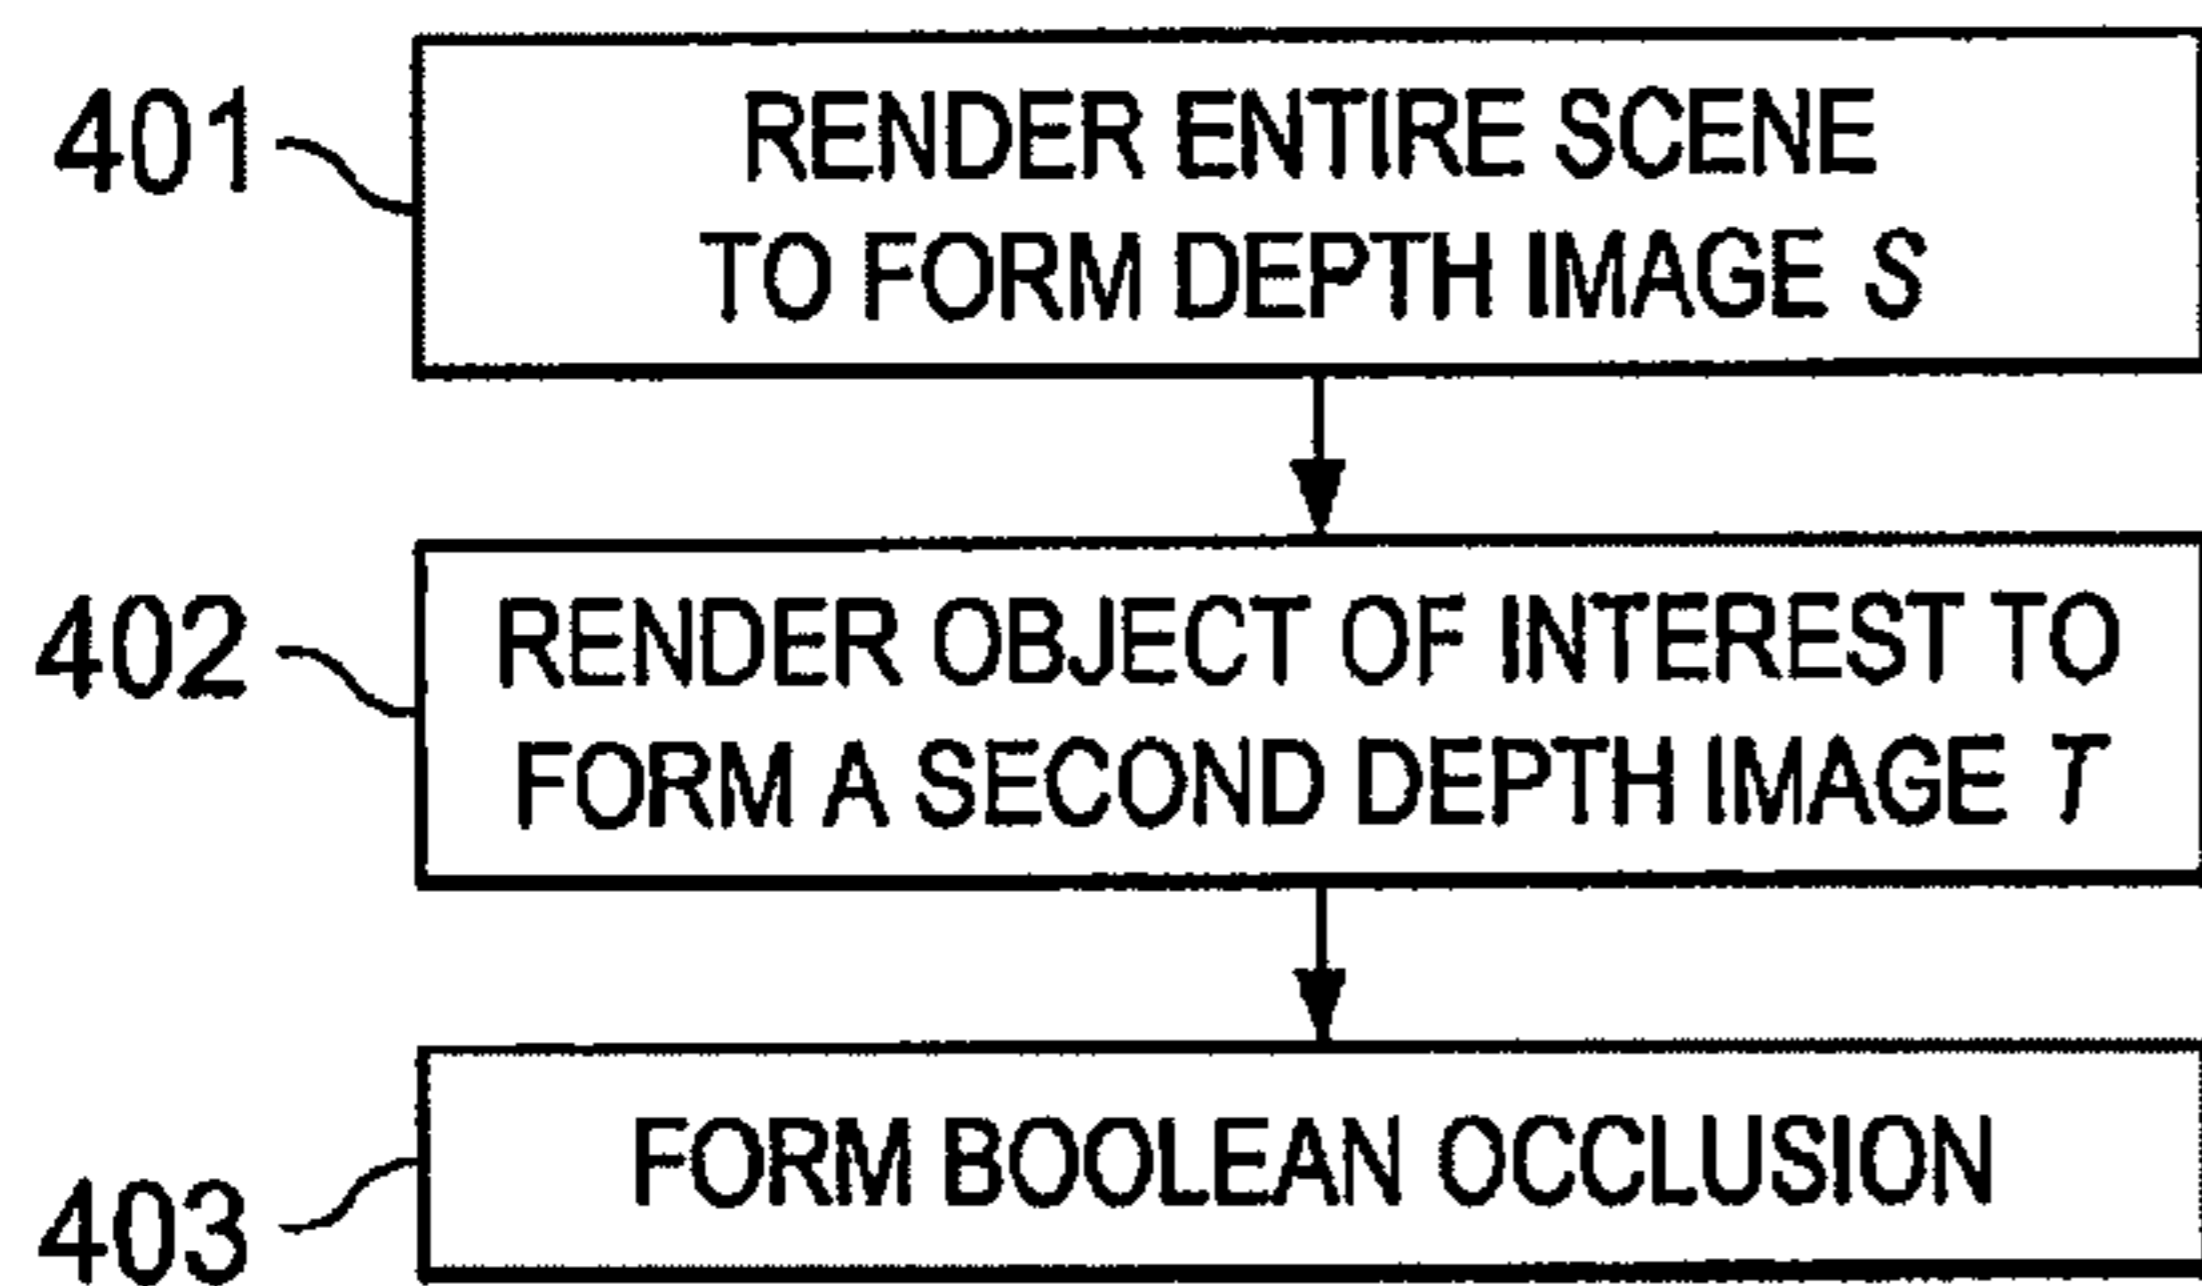 401
RENDER ENTIRE SCENE
TO FORM DEPTH IMAGE S
402
RENDER OBJECT OF INTEREST TO
FORM A SECOND DEPTH IMAGE T
403
FORM BOOLEAN OCCLUSION